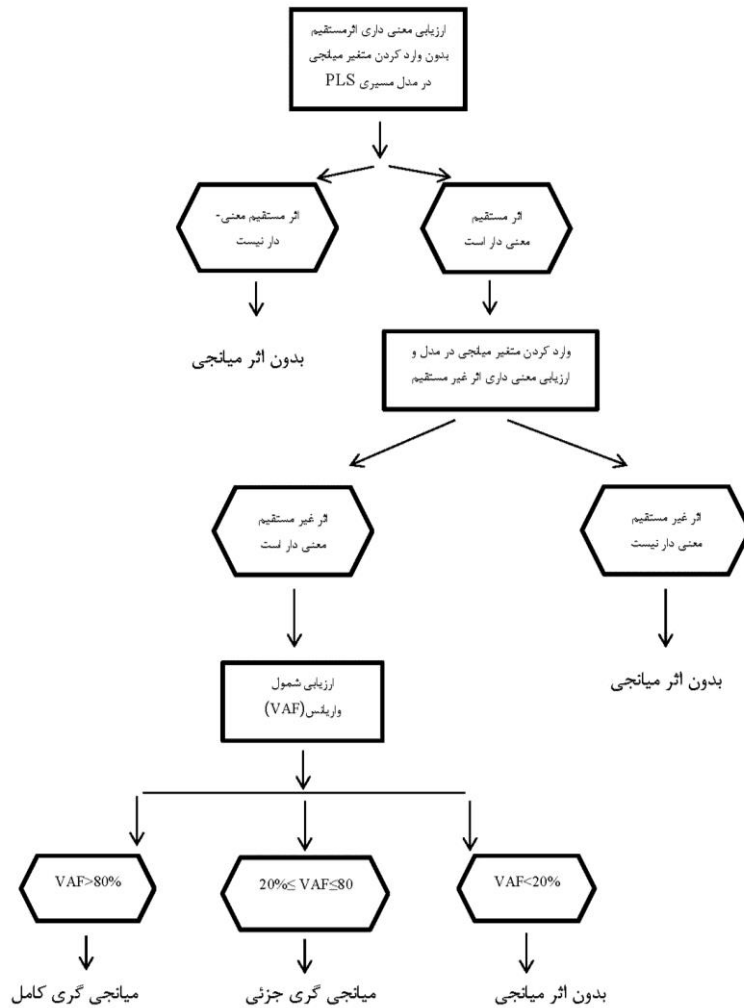 ارزیابی معنی داری اثرمستقیم
بدون وارد کردن متغیر میانجی
در مدل مسیری PLS
اثر مستقیم
معنی دار است
اثر مستقیم معنی-
دار نیست
بدون اثر میانجی
وارد کردن متغیر میانجی در مدل و
ارزیابی معنی داری اثر غیر مستقیم
اثر غیر مستقیم
معنی دار نیست
اثر غیر مستقیم
معنی دار است
بدون اثر میانجی
ارزیابی شمول
واریانس(VAF)
VAF<20%
20%≤ VAF≤80
VAF>80%
بدون اثر میانجی
میانجی گری جزئی
میانجی گری کامل